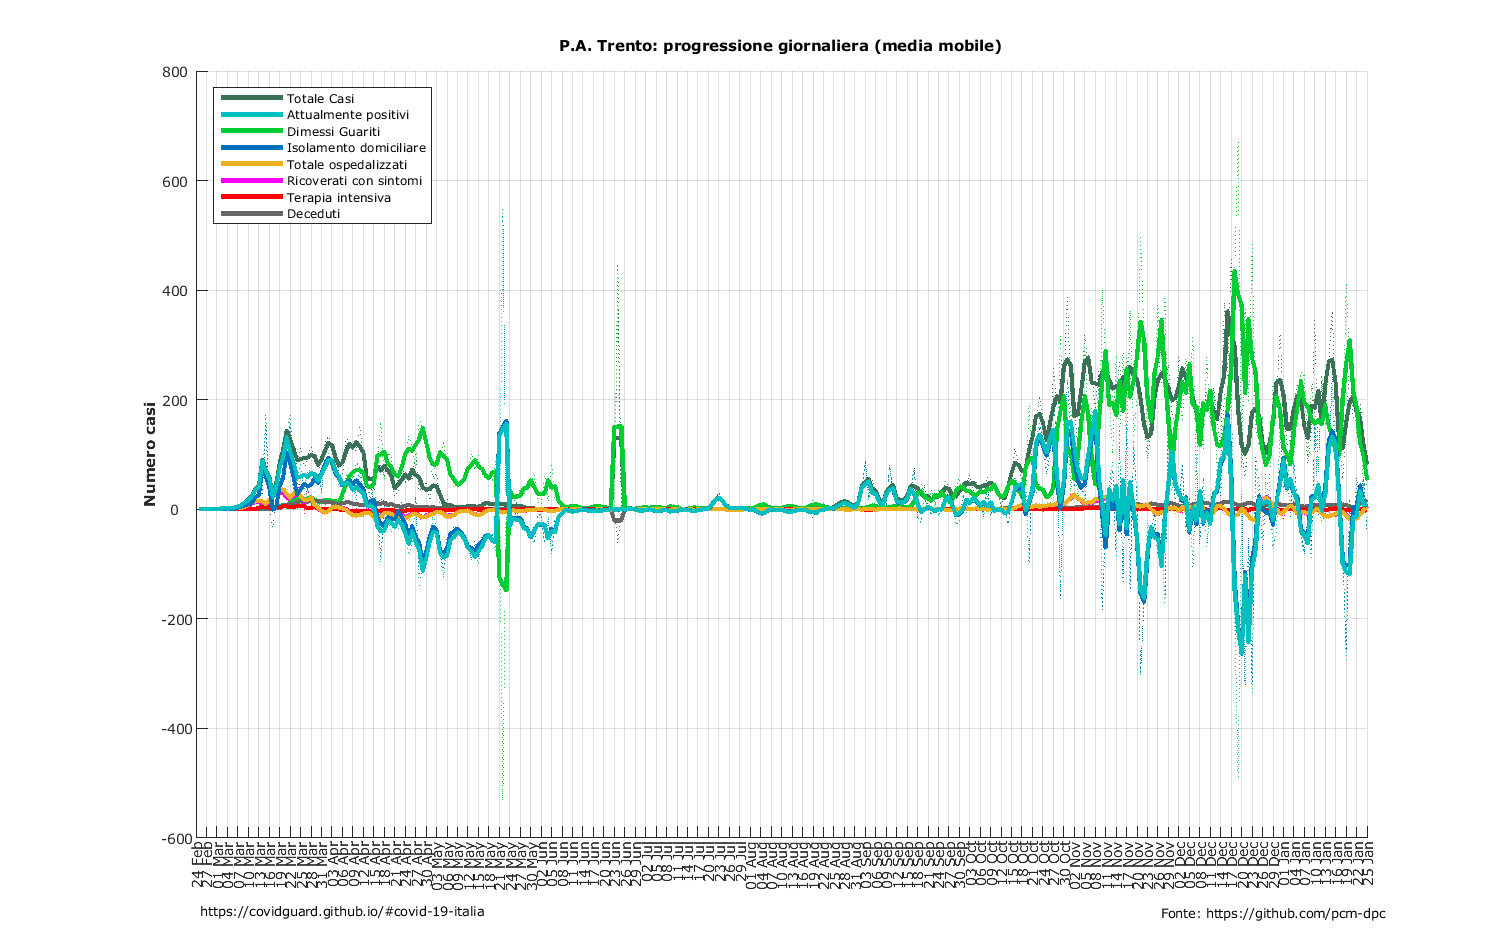 P.A. Trento: progressione giornaliera (media mobile)
800
600
400
200
0
-200
-400
-600
Numero casi
Totale Casi
Attualmente positivi
Dimessi Guariti
Isolamento domiciliare
Totale ospedalizzati
Ricoverati con sintomi
Terapia intensiva
Deceduti
24 Feb
27 Feb
01 Mar
04 Mar
07 Mar
10 Mar
13 Mar
16 Mar
19 Mar
22 Mar
25 Mar
28 Mar
31 Mar
03 Apr
06 Apr
09 Apr
12 Apr
15 Apr
18 Apr
21 Apr
24 Apr
27 Apr
30 Apr
03 May
06 May
09 May
12 May
15 May
18 May
21 May
24 May
27 May
30 May
02 Jun
05 Jun
08 Jun
11 Jun
14 Jun
17 Jun
20 Jun
23 Jun
26 Jun
29 Jun
02 Jul
05 Jul
08 Jul
11 Jul
14 Jul
17 Jul
20 Jul
23 Jul
26 Jul
29 Jul
01 Aug
04 Aug
07 Aug
10 Aug
13 Aug
16 Aug
19 Aug
22 Aug
25 Aug
28 Aug
31 Aug
03 Sep
06 Sep
09 Sep
12 Sep
15 Sep
18 Sep
21 Sep
24 Sep
27 Sep
30 Sep
03 Oct
06 Oct
09 Oct
12 Oct
15 Oct
18 Oct
21 Oct
24 Oct
27 Oct
30 Oct
02 Nov
05 Nov
08 Nov
11 Nov
14 Nov
17 Nov
20 Nov
23 Nov
26 Nov
29 Nov
02 Dec
05 Dec
08 Dec
11 Dec
14 Dec
17 Dec
20 Dec
23 Dec
26 Dec
29 Dec
01 Jan
04 Jan
07 Jan
10 Jan
13 Jan
16 Jan
19 Jan
22 Jan
25 Jan
https://covidguard.github.io/#covid-19-italia
Fonte: https://github.com/pcm-dpc